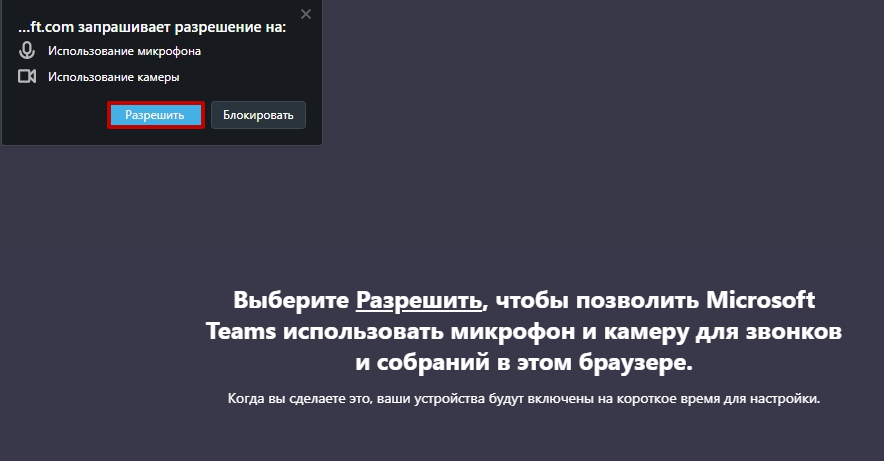 ...ft.com запрашивает разрешение на:
Использование микрофона
Использование камеры
Разрешить
Блокировать
Выберите Разрешить, чтобы позволить Microsoft
Teams использовать микрофон и камеру для звонков
и собраний в этом браузере.
Когда вы сделаете это, ваши устройства будут включены на короткое время для настройки.